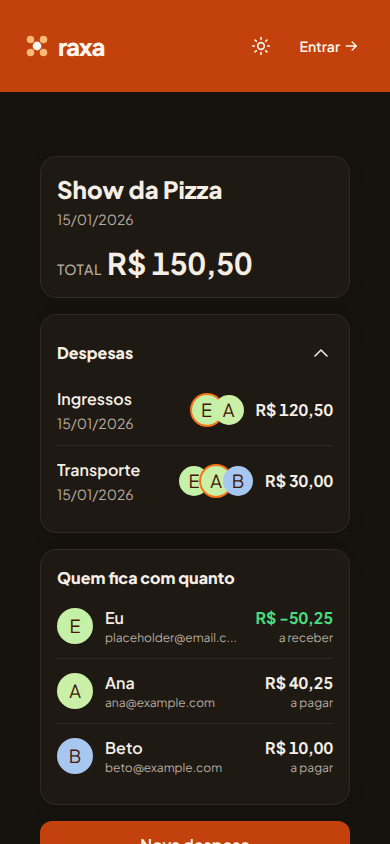 raxa
Entrar →
Show da Pizza
15/01/2026
TOTAL R$ 150,50
Despesas
Ingressos
15/01/2026
E A R$ 120,50
Transporte
15/01/2026
E A B R$ 30,00
Quem fica com quanto
E Eu R$ -50,25
placeholder@email.c... a receber
A Ana R$ 40,25
ana@example.com a pagar
B Beto R$ 10,00
beto@example.com a pagar
Nova despesa